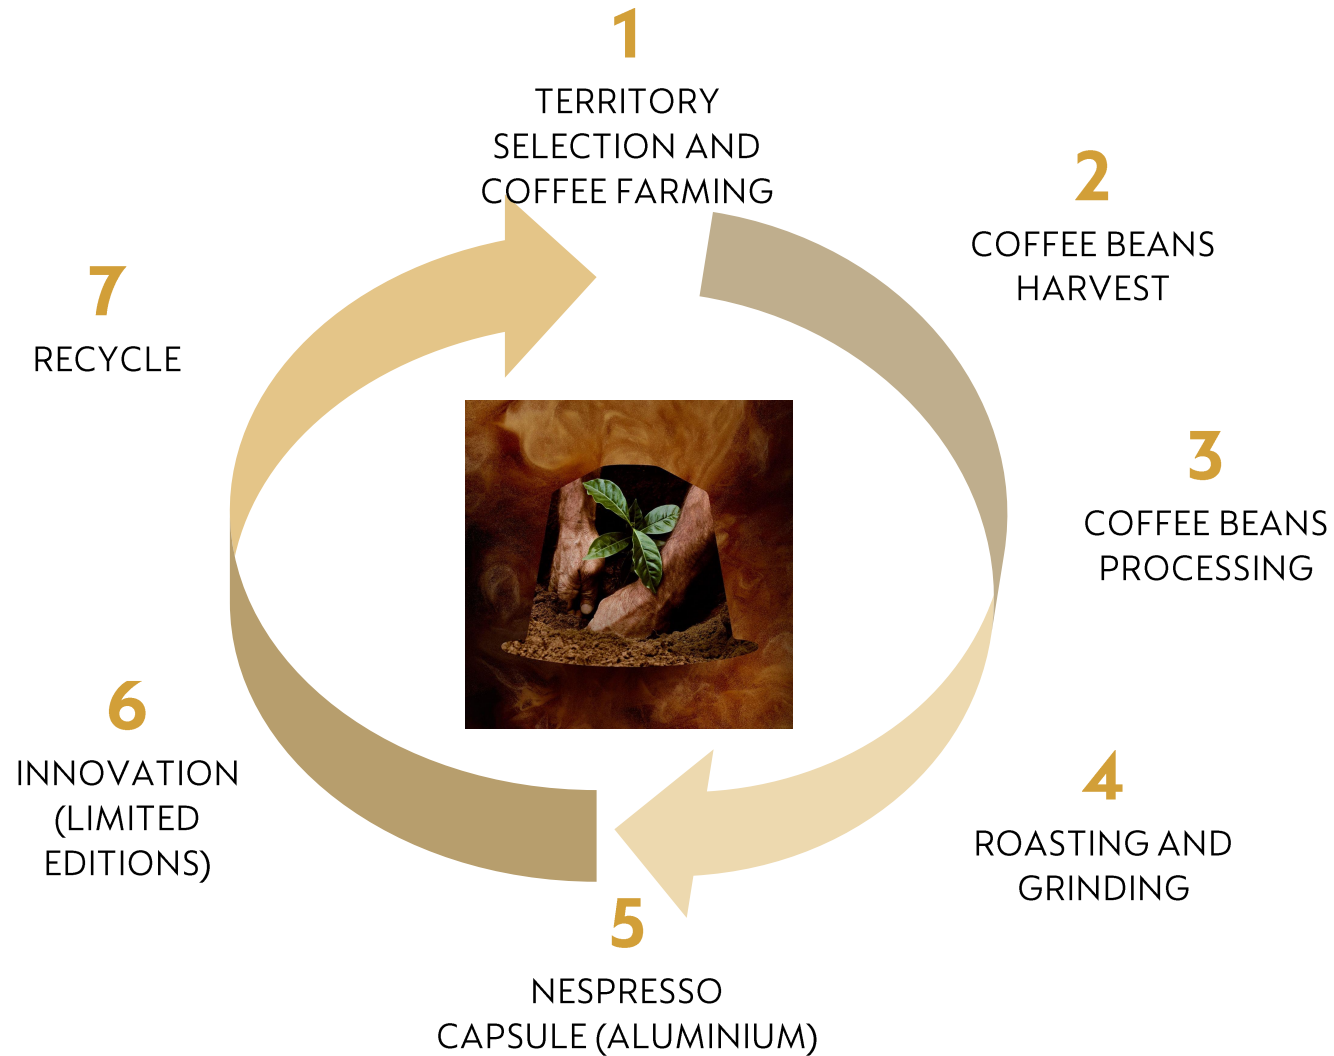 1
TERRITORY
SELECTION AND
COFFEE FARMING
2
COFFEE BEANS
HARVEST
3
COFFEE BEANS
PROCESSING
4
ROASTING AND
GRINDING
5
NESPRESSO
CAPSULE (ALUMINIUM)
6
INNOVATION
(LIMITED
EDITIONS)
7
RECYCLE